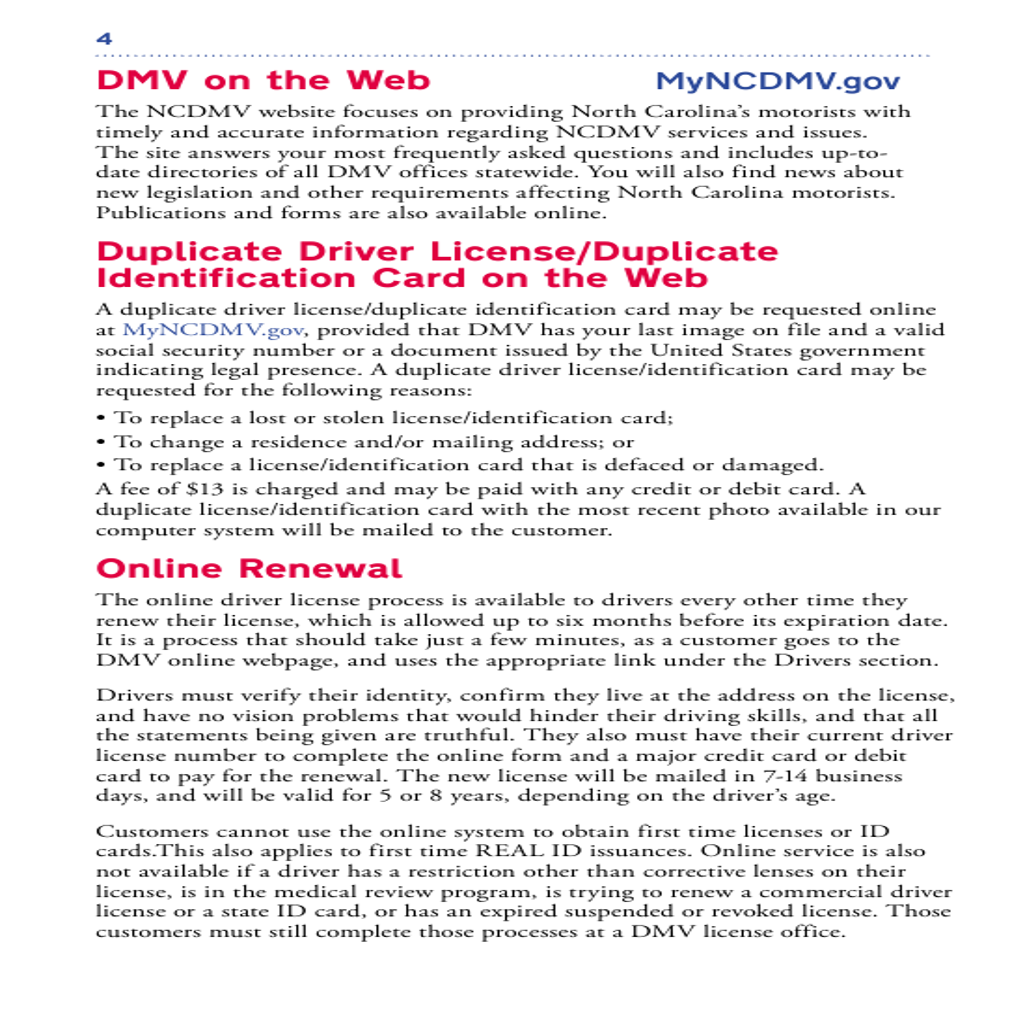 4
DMV on the Web MyNCDMV.gov
The NCDMV website focuses on providing North Carolina’s motorists with
timely and accurate information regarding NCDMV services and issues.
The site answers your most frequently asked questions and includes up-to-
date directories of all DMV offices statewide. You will also find news about
new legislation and other requirements affecting North Carolina motorists.
Publications and forms are also available online.
Duplicate Driver License/Duplicate
Identification Card on the Web
A duplicate driver license/duplicate identification card may be requested online
at MyNCDMV.gov, provided that DMV has your last image on file and a valid
social security number or a document issued by the United States government
indicating legal presence. A duplicate driver license/identification card may be
requested for the following reasons:
• To replace a lost or stolen license/identification card;
• To change a residence and/or mailing address; or
• To replace a license/identification card that is defaced or damaged.
A fee of $13 is charged and may be paid with any credit or debit card. A
duplicate license/identification card with the most recent photo available in our
computer system will be mailed to the customer.
Online Renewal
The online driver license process is available to drivers every other time they
renew their license, which is allowed up to six months before its expiration date.
It is a process that should take just a few minutes, as a customer goes to the
DMV online webpage, and uses the appropriate link under the Drivers section.
Drivers must verify their identity, confirm they live at the address on the license,
and have no vision problems that would hinder their driving skills, and that all
the statements being given are truthful. They also must have their current driver
license number to complete the online form and a major credit card or debit
card to pay for the renewal. The new license will be mailed in 7-14 business
days, and will be valid for 5 or 8 years, depending on the driver’s age.
Customers cannot use the online system to obtain first time licenses or ID
cards.This also applies to first time REAL ID issuances. Online service is also
not available if a driver has a restriction other than corrective lenses on their
license, is in the medical review program, is trying to renew a commercial driver
license or a state ID card, or has an expired suspended or revoked license. Those
customers must still complete those processes at a DMV license office.